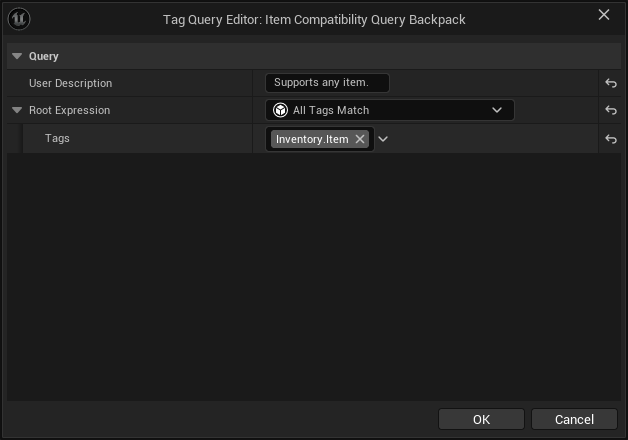 Tag Query Editor: Item Compatibility Query Backpack
Query
User Description
Supports any item.
Root Expression
All Tags Match
Tags
Inventory.Item
OK
Cancel